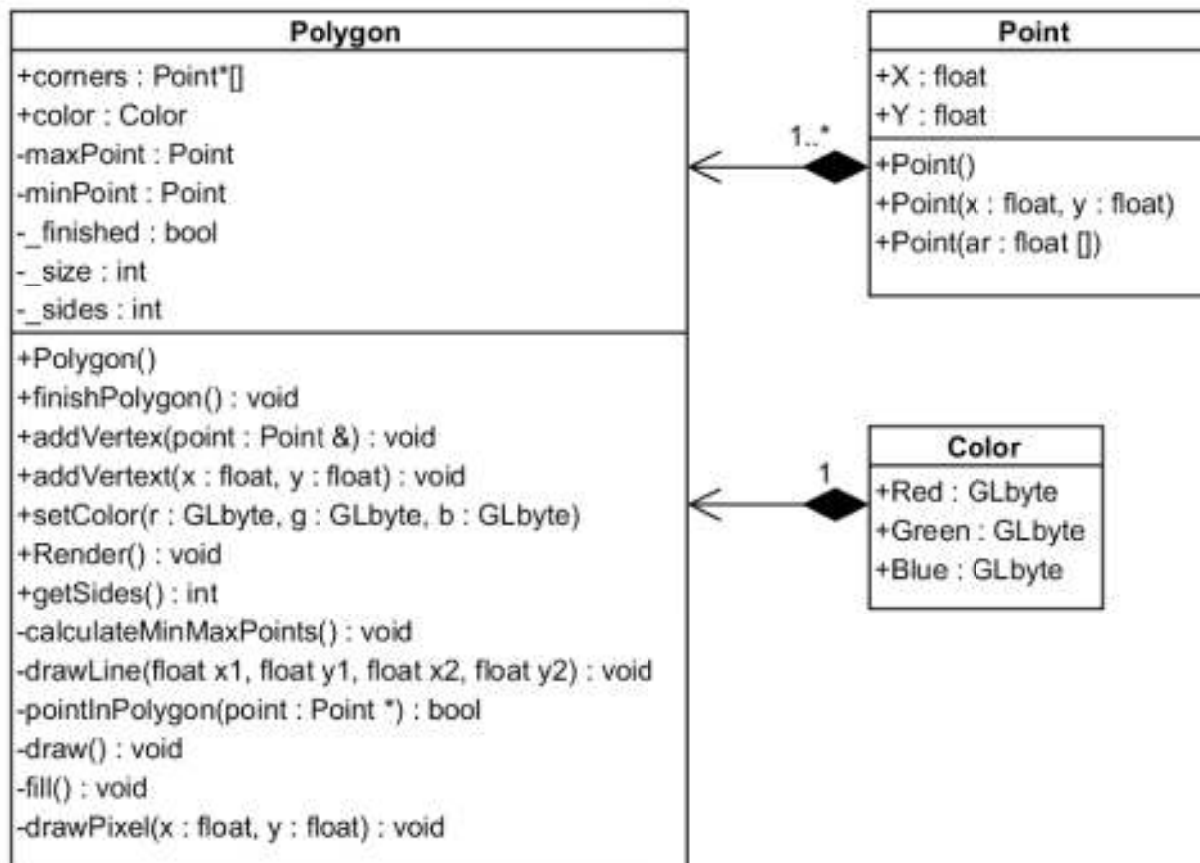 Polygon
+corners : Point*[]
+color : Color
-maxPoint : Point
-minPoint : Point
-_finished : bool
-_size : int
-_sides : int
+Polygon()
+finishPolygon() : void
+addVertex(point : Point &) : void
+addVertext(x : float, y : float) : void
+setColor(r : GLbyte, g : GLbyte, b : GLbyte)
+Render() : void
+getSides() : int
-calculateMinMaxPoints() : void
-drawLine(float x1, float y1, float x2, float y2) : void
-pointInPolygon(point : Point *) : bool
-draw() : void
-fill() : void
-drawPixel(x : float, y : float) : void
1..*
Point
+X : float
+Y : float
+Point()
+Point(x : float, y : float)
+Point(ar : float [])
1
Color
+Red : GLbyte
+Green : GLbyte
+Blue : GLbyte